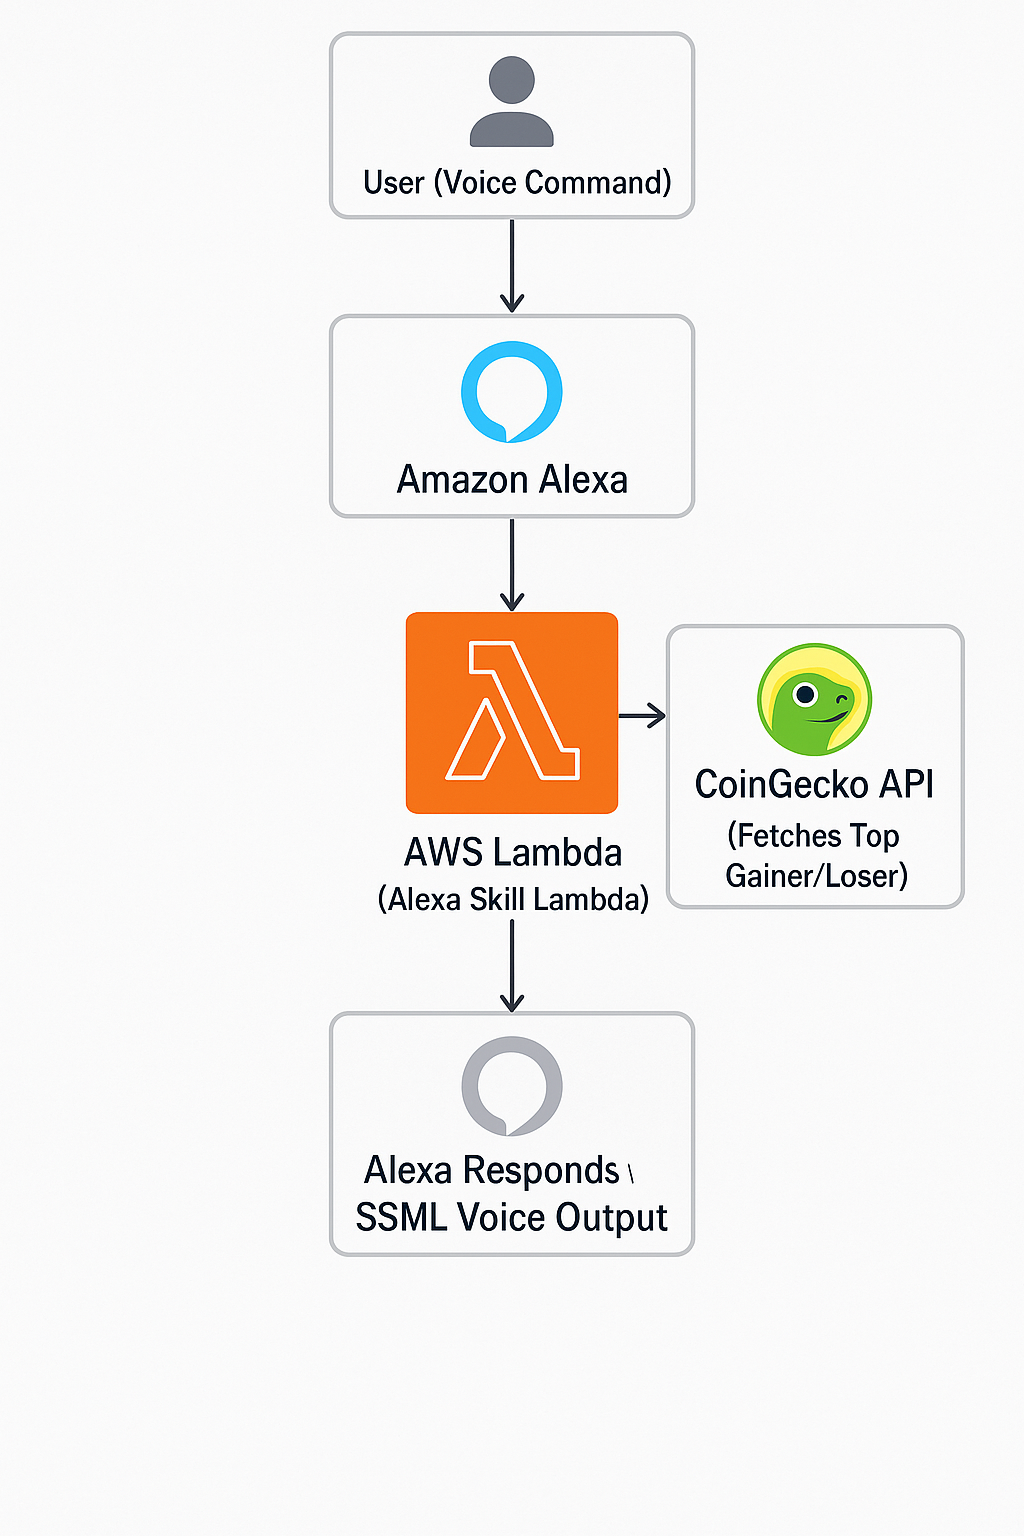 User (Voice Command)
Amazon Alexa
AWS Lambda
(Alexa Skill Lambda)
CoinGecko API
(Fetches Top
Gainer/Loser)
Alexa Responds \
SSML Voice Output